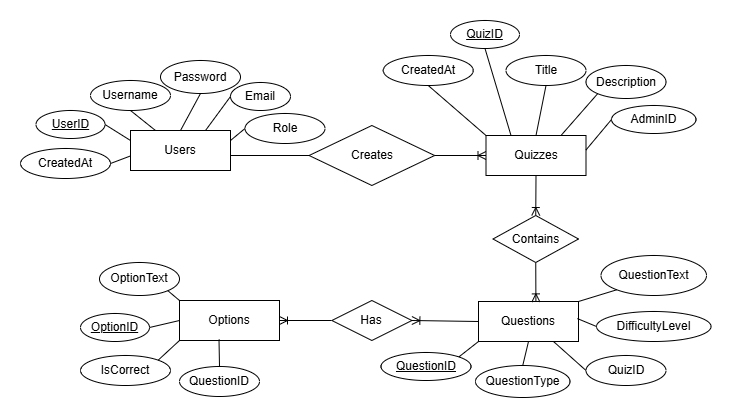 QuizID
CreatedAt
Title
Password
Description
Username
Email
AdminID
UserID
Role
Users
Creates
Quizzes
CreatedAt
Contains
OptionText
QuestionText
OptionID
Options
Has
Questions
DifficultyLevel
IsCorrect
QuestionID
QuestionID
QuestionType
QuizID